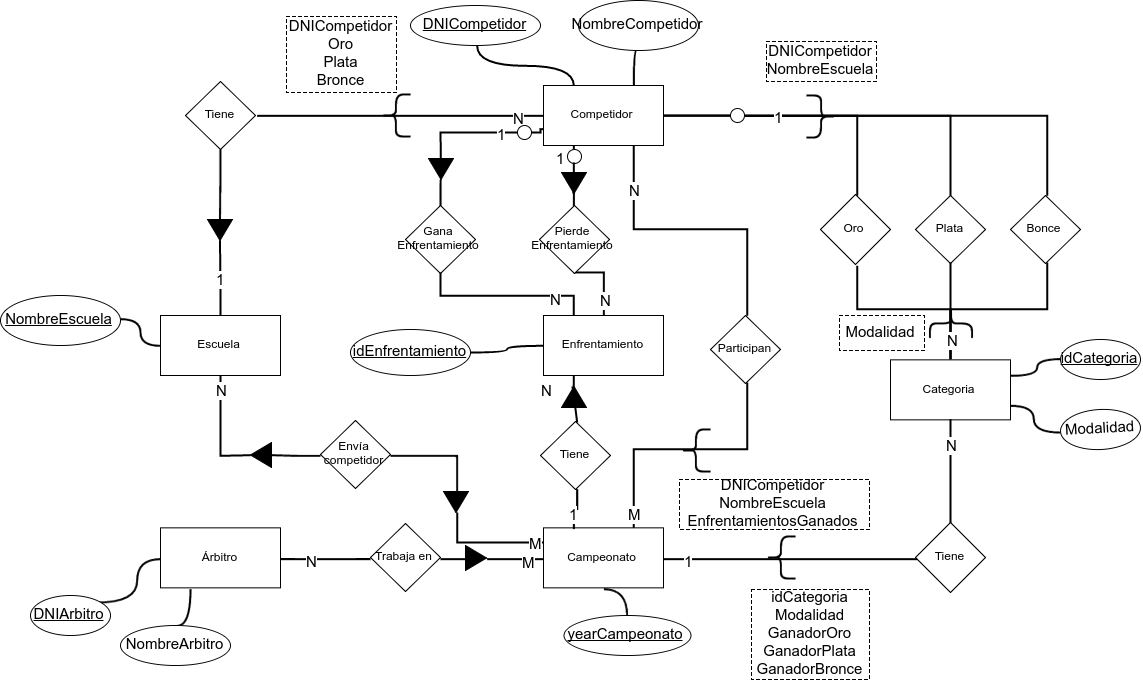 DNICompetidor
Oro
Plata
Bronce
DNICompetidor
NombreCompetidor
DNICompetidor
NombreEscuela
Tiene
N
Competidor
1
1
1
N
Gana
Enfrentamiento
Pierde
Enfrentamiento
Oro
Plata
Bonce
1
N
N
NombreEscuela
Escuela
idEnfrentamiento
Enfrentamiento
Participan
Modalidad
N
idCategoria
Categoria
Modalidad
N
N
N
Envía
competidor
Tiene
DNICompetidor
NombreEscuela
EnfrentamientosGanados
1
M
M
Árbitro
N
Trabaja en
M
Campeonato
1
Tiene
DNIArbitro
NombreArbitro
yearCampeonato
idCategoria
Modalidad
GanadorOro
GanadorPlata
GanadorBronce